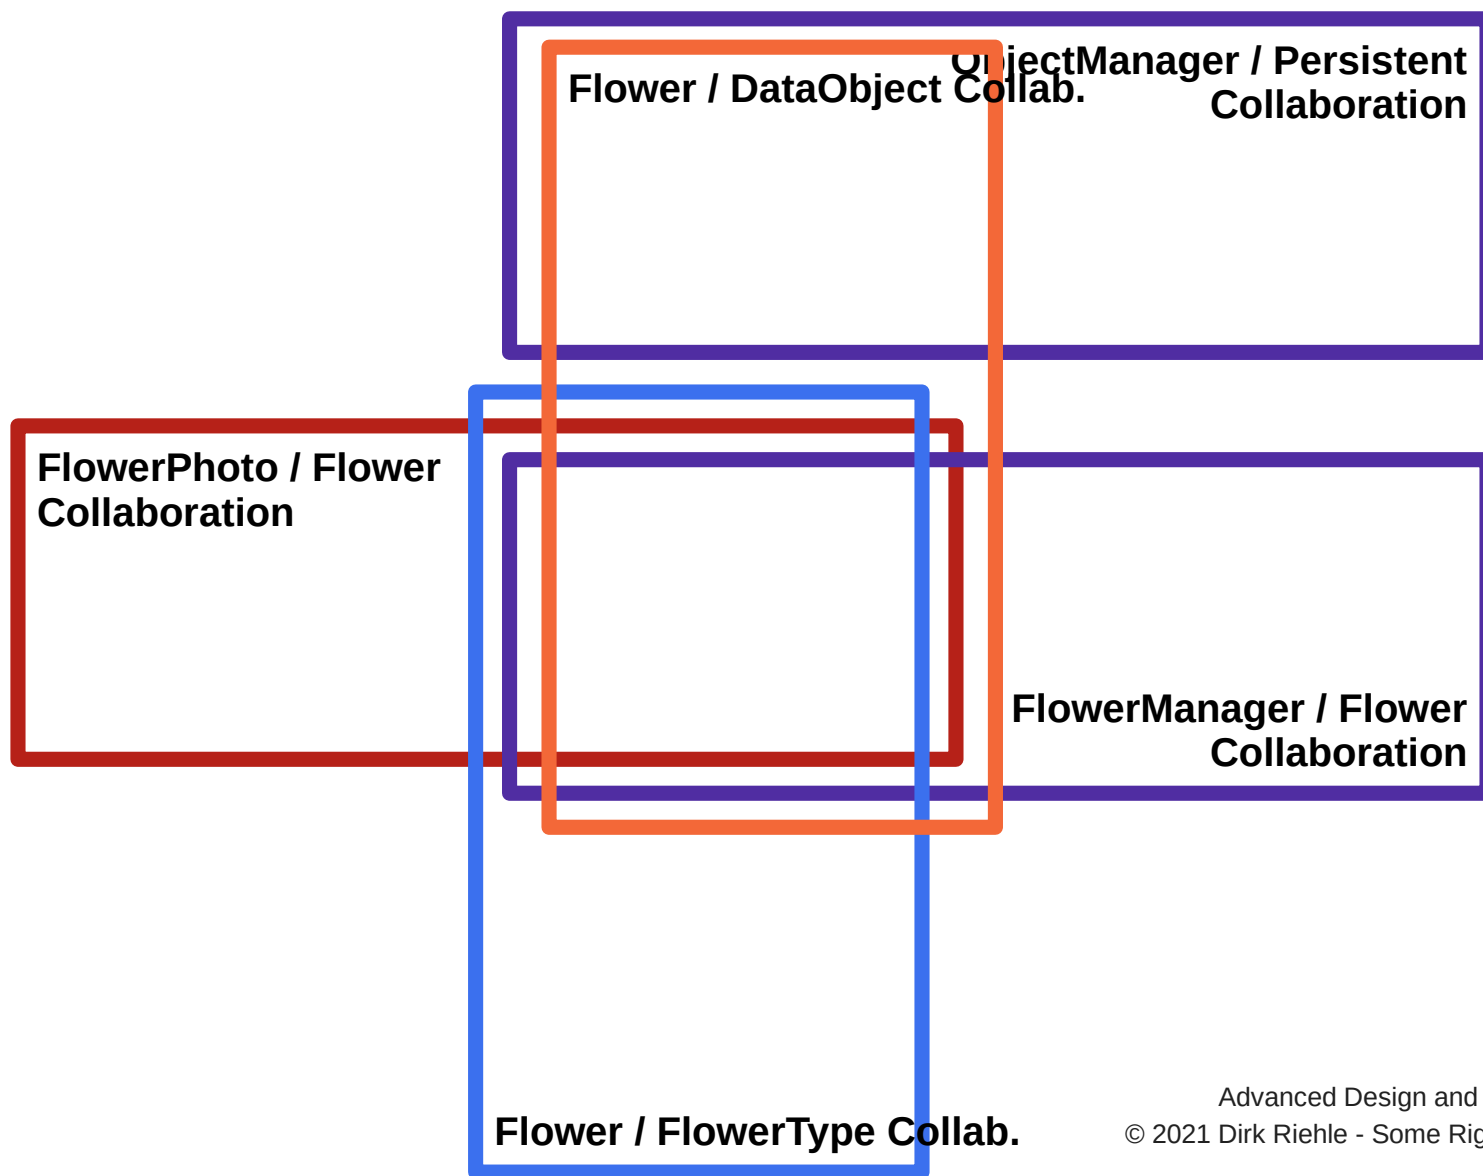 ObjectManager / Persistent
Collaboration
Flower / DataObject Collab.
FlowerPhoto / Flower
Collaboration
FlowerManager / Flower
Collaboration
Flower / FlowerType Collab.
Advanced Design and
© 2021 Dirk Riehle - Some Rig